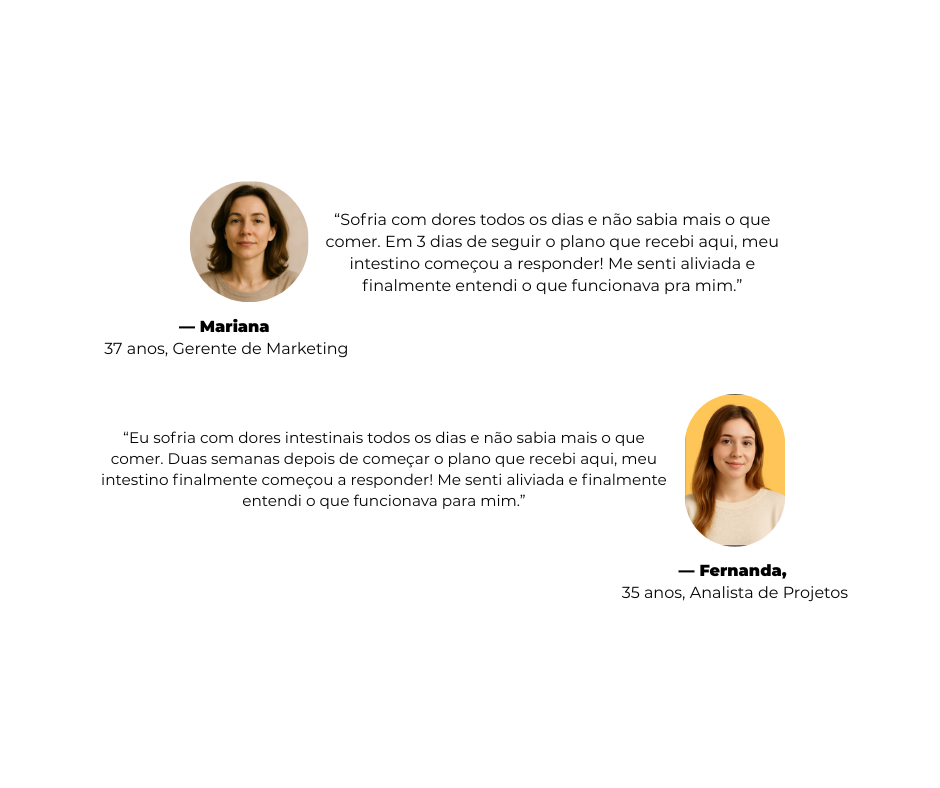 “Sofria com dores todos os dias e não sabia mais o que
comer. Em 3 dias de seguir o plano que recebi aqui, meu
intestino começou a responder! Me senti aliviada e
finalmente entendi o que funcionava pra mim.”
— Mariana
37 anos, Gerente de Marketing
“Eu sofria com dores intestinais todos os dias e não sabia mais o que
comer. Duas semanas depois de começar o plano que recebi aqui, meu
intestino finalmente começou a responder! Me senti aliviada e finalmente
entendi o que funcionava para mim.”
— Fernanda,
35 anos, Analista de Projetos